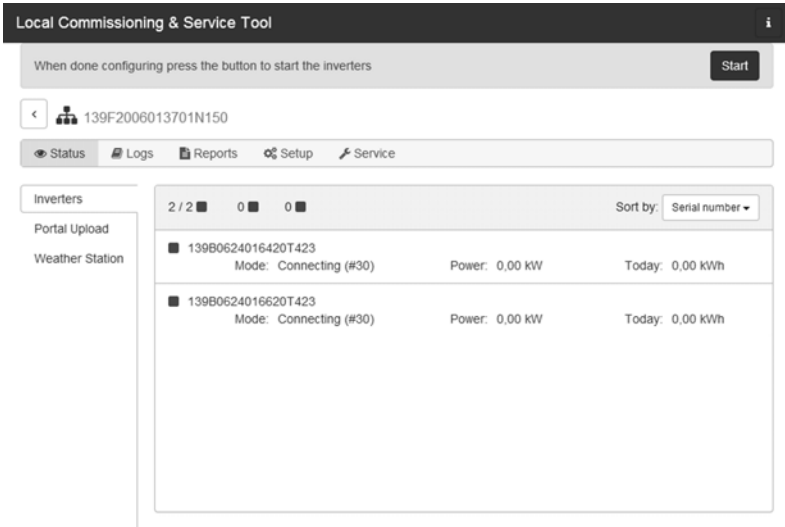 Local Commissioning & Service Tool
i
When done configuring press the button to start the inverters
Start
139F2006013701N150
Status Logs Reports Setup Service
Inverters
Portal Upload
Weather Station
2 / 2 0 0 Sort by: Serial number
139B0624016420T423
Mode: Connecting (#30) Power: 0,00 kW Today: 0,00 kWh
139B0624016620T423
Mode: Connecting (#30) Power: 0,00 kW Today: 0,00 kWh